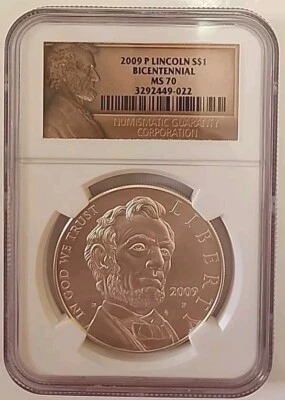 2009 P LINCOLN S$1
BICENTENNIAL
MS 70
3292449-022
NUMISMATIC GUARANTY
CORPORATION
IN GOD WE TRUST
LIBERTY
2009
P